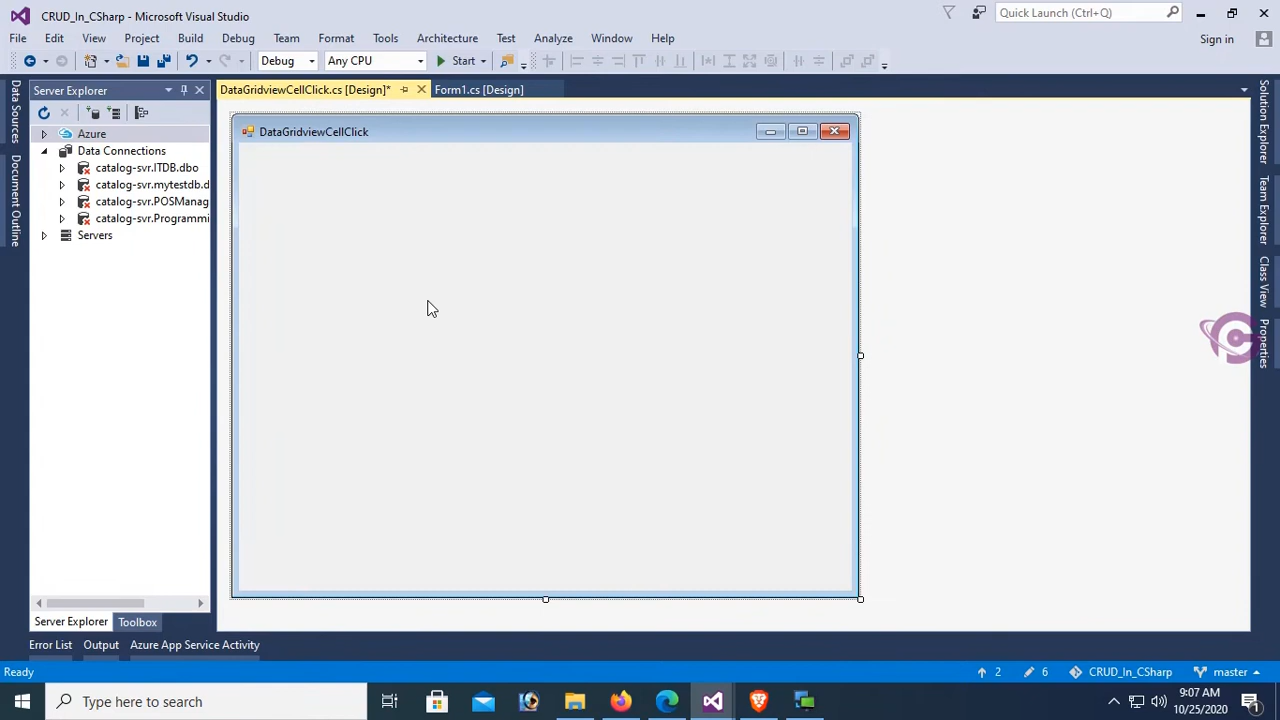 CRUD_In_CSharp - Microsoft Visual Studio
Quick Launch (Ctrl+Q)
File Edit View Project Build Debug Team Format Tools Architecture Test Analyze Window Help
Sign in
Debug Any CPU Start
Server Explorer
DataGridviewCellClick.cs [Design]*
Form1.cs [Design]
Data Sources
Document Outline
Azure
Data Connections
catalog-svr.ITDB.dbo
catalog-svr.mytestdb.d
catalog-svr.POSManag
catalog-svr.Programmi
Servers
DataGridviewCellClick
Solution Explorer
Team Explorer
Class View
Properties
Server Explorer Toolbox
Error List Output Azure App Service Activity
Ready
2 6 CRUD_In_CSharp master
Type here to search
9:07 AM
10/25/2020
1